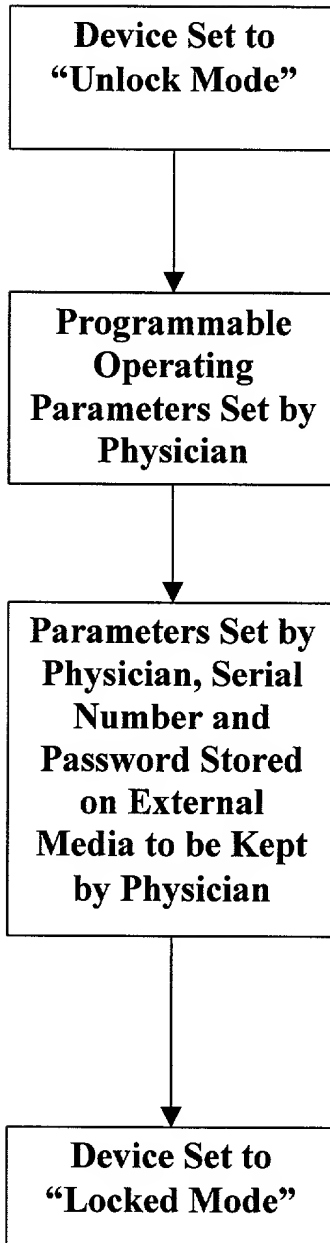 Device Set to
“Unlock Mode”
Programmable
Operating
Parameters Set by
Physician
Parameters Set by
Physician, Serial
Number and
Password Stored
on External
Media to be Kept
by Physician
Device Set to
“Locked Mode”